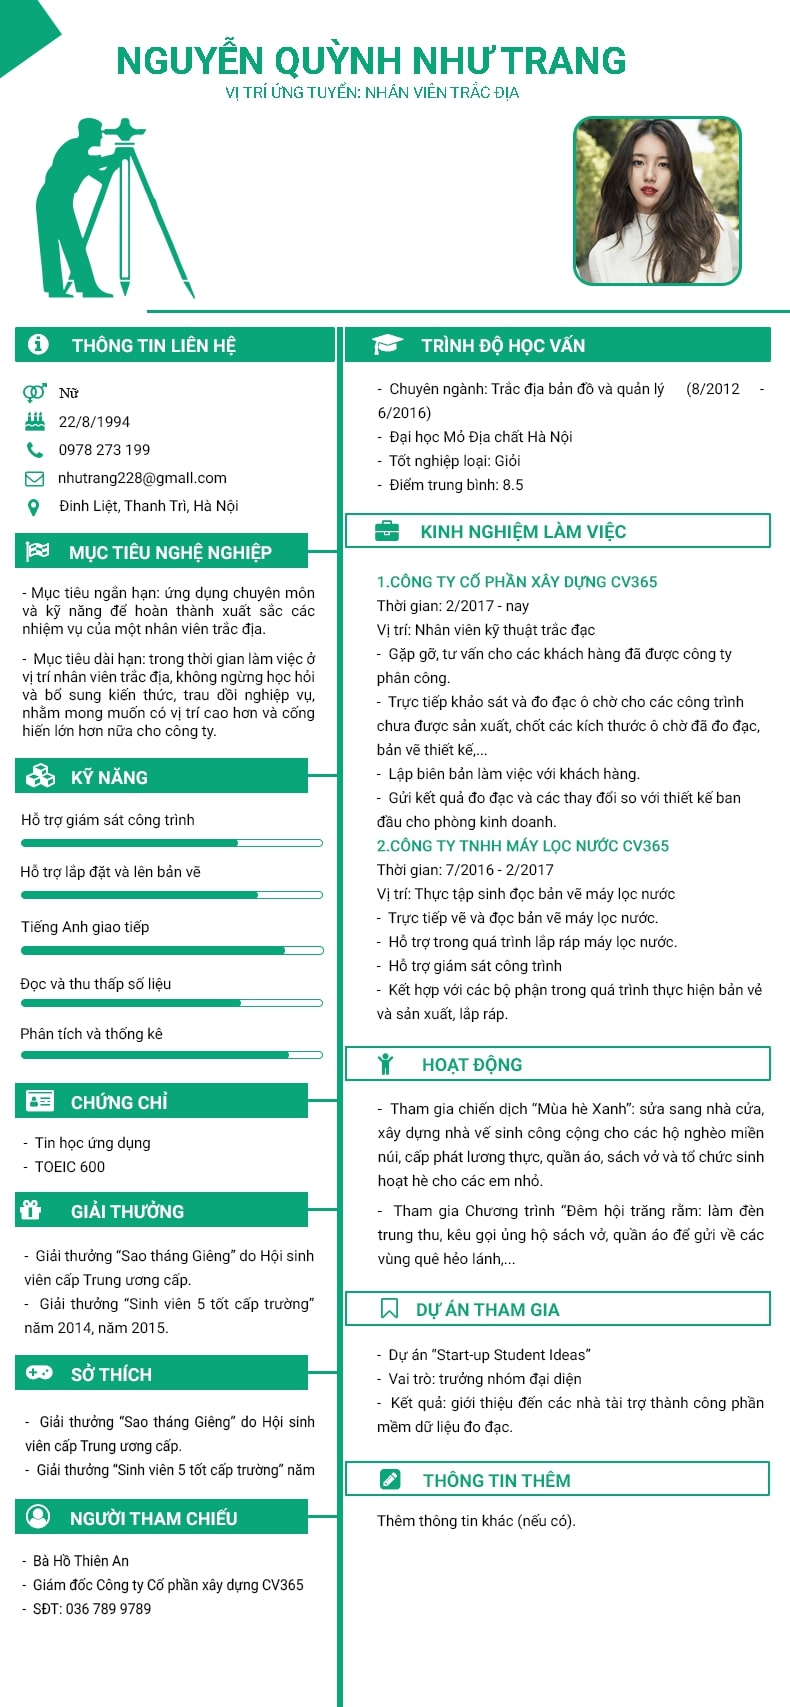 NGUYỄN QUỲNH NHƯ TRANG
VỊ TRÍ ỨNG TUYỂN: NHÂN VIÊN TRẮC ĐỊA
THÔNG TIN LIÊN HỆ
Nữ
22/8/1994
0978 273 199
nhutrang228@gmall.com
Đinh Liệt, Thanh Trì, Hà Nội
MỤC TIÊU NGHỆ NGHIỆP
- Mục tiêu ngắn hạn: ứng dụng chuyên môn
và kỹ năng để hoàn thành xuất sắc các
nhiệm vụ của một nhân viên trắc địa.
- Mục tiêu dài hạn: trong thời gian làm việc ở
vị trí nhân viên trắc địa, không ngừng học hỏi
và bổ sung kiến thức, trau dồi nghiệp vụ,
nhằm mong muốn có vị trí cao hơn và cống
hiến lớn hơn nữa cho công ty.
KỸ NĂNG
Hỗ trợ giám sát công trình
Hỗ trợ lắp đặt và lên bản vẽ
Tiếng Anh giao tiếp
Đọc và thu thập số liệu
Phân tích và thống kê
CHỨNG CHỈ
- Tin học ứng dụng
- TOEIC 600
GIẢI THƯỞNG
- Giải thưởng “Sao tháng Giêng” do Hội sinh
viên cấp Trung ương cấp.
- Giải thưởng “Sinh viên 5 tốt cấp trường”
năm 2014, năm 2015.
SỞ THÍCH
- Giải thưởng “Sao tháng Giêng” do Hội sinh
viên cấp Trung ương cấp.
- Giải thưởng “Sinh viên 5 tốt cấp trường” năm
NGƯỜI THAM CHIẾU
- Bà Hồ Thiên An
- Giám đốc Công ty Cổ phần xây dựng CV365
- SĐT: 036 789 9789
TRÌNH ĐỘ HỌC VẤN
- Chuyên ngành: Trắc địa bản đồ và quản lý (8/2012 -
6/2016)
- Đại học Mỏ Địa chất Hà Nội
- Tốt nghiệp loại: Giỏi
- Điểm trung bình: 8.5
KINH NGHIỆM LÀM VIỆC
1.CÔNG TY CỔ PHẦN XÂY DỰNG CV365
Thời gian: 2/2017 - nay
Vị trí: Nhân viên kỹ thuật trắc đạc
- Gặp gỡ, tư vấn cho các khách hàng đã được công ty
phân công.
- Trực tiếp khảo sát và đo đạc ô chờ cho các công trình
chưa được sản xuất, chốt các kích thước ô chờ đã đo đạc,
bản vẽ thiết kế,...
- Lập biên bản làm việc với khách hàng.
- Gửi kết quả đo đạc và các thay đổi so với thiết kế ban
đầu cho phòng kinh doanh.
2.CÔNG TY TNHH MÁY LỌC NƯỚC CV365
Thời gian: 7/2016 - 2/2017
Vị trí: Thực tập sinh đọc bản vẽ máy lọc nước
- Trực tiếp vẽ và đọc bản vẽ máy lọc nước.
- Hỗ trợ trong quá trình lắp ráp máy lọc nước.
- Hỗ trợ giám sát công trình
- Kết hợp với các bộ phận trong quá trình thực hiện bản vẻ
và sản xuất, lắp ráp.
HOẠT ĐỘNG
- Tham gia chiến dịch “Mùa hè Xanh”: sửa sang nhà cửa,
xây dựng nhà vế sinh công cộng cho các hộ nghèo miền
núi, cấp phát lương thực, quần áo, sách vở và tổ chức sinh
hoạt hè cho các em nhỏ.
- Tham gia Chương trình “Đêm hội trăng rằm: làm đèn
trung thu, kêu gọi ủng hộ sách vở, quần áo để gửi về các
vùng quê hẻo lánh,...
DỰ ÁN THAM GIA
- Dự án “Start-up Student Ideas”
- Vai trò: trưởng nhóm đại diện
- Kết quả: giới thiệu đến các nhà tài trợ thành công phần
mềm dữ liệu đo đạc.
THÔNG TIN THÊM
Thêm thông tin khác (nếu có).